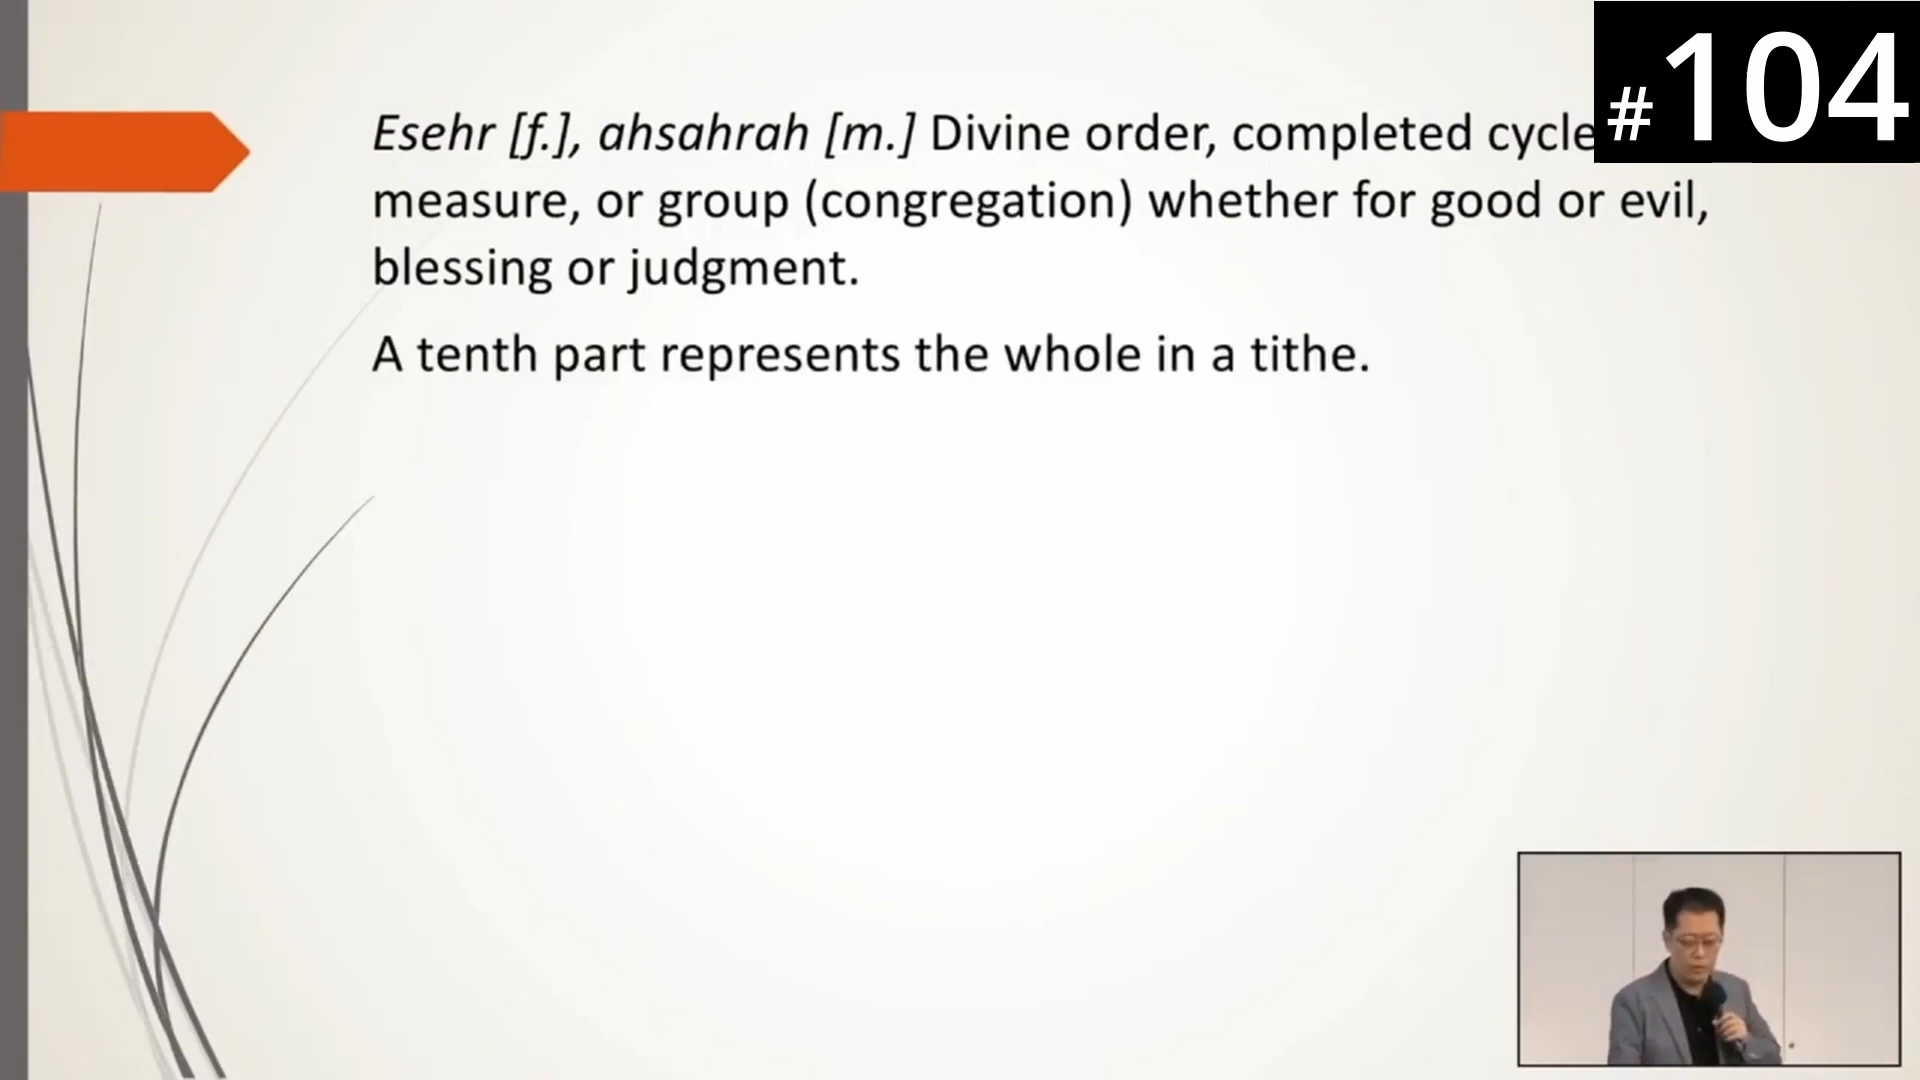 #104
Esehr [f.], ahsahrah [m.] Divine order, completed cycle
measure, or group (congregation) whether for good or evil,
blessing or judgment.
A tenth part represents the whole in a tithe.